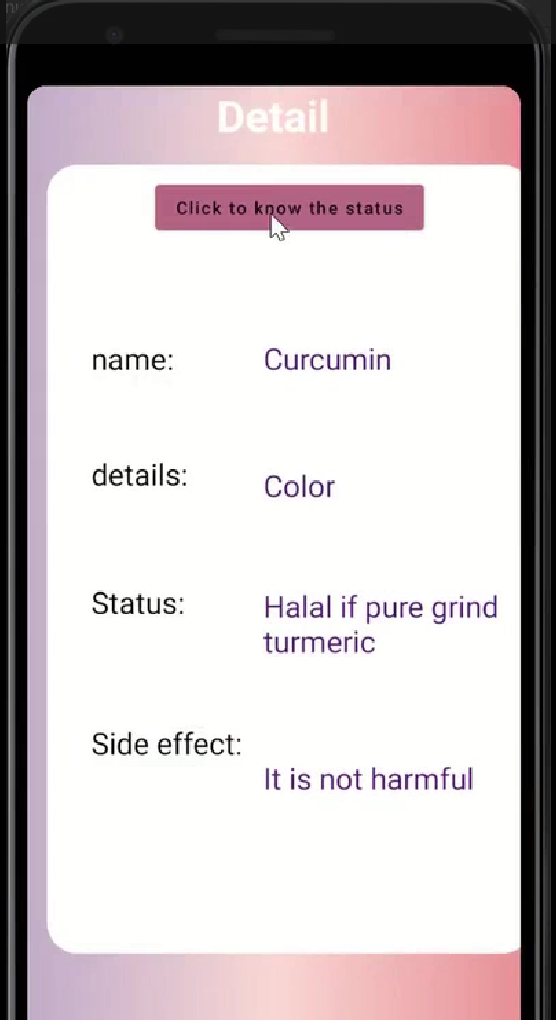 Detail
Click to know the status
name: Curcumin
details: Color
Status: Halal if pure grind
turmeric
Side effect:
It is not harmful